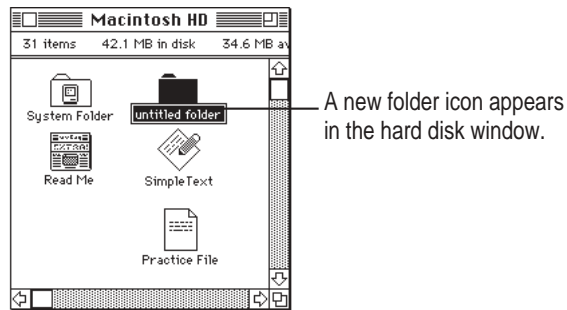 Macintosh HD
31 items 42.1 MB in disk 34.6 MB av
System Folder untitled folder
Read Me SimpleText
Practice File
A new folder icon appears
in the hard disk window.